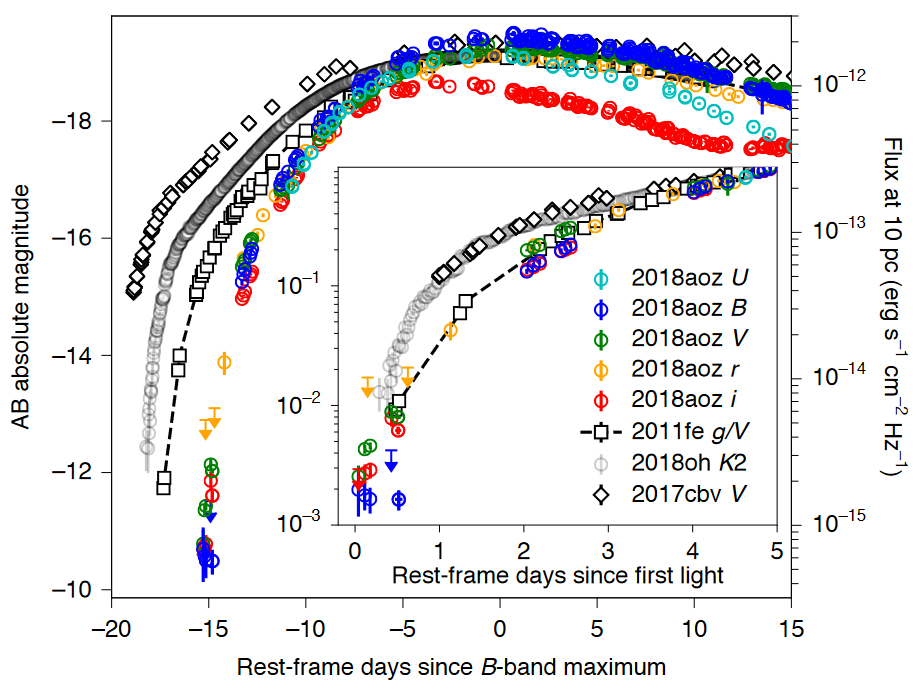 AB absolute magnitude
−18
−16
−14
−12
−10
−20
−15
−10
−5
0
5
10
15
Rest-frame days since B-band maximum
10⁻¹²
10⁻¹³
10⁻¹⁴
10⁻¹⁵
Flux at 10 pc (erg s⁻¹ cm⁻² Hz⁻¹)
10⁻¹
10⁻²
10⁻³
0
1
2
3
4
5
Rest-frame days since first light
2018aoz U
2018aoz B
2018aoz V
2018aoz r
2018aoz i
2011fe g/V
2018oh K2
2017cbv V